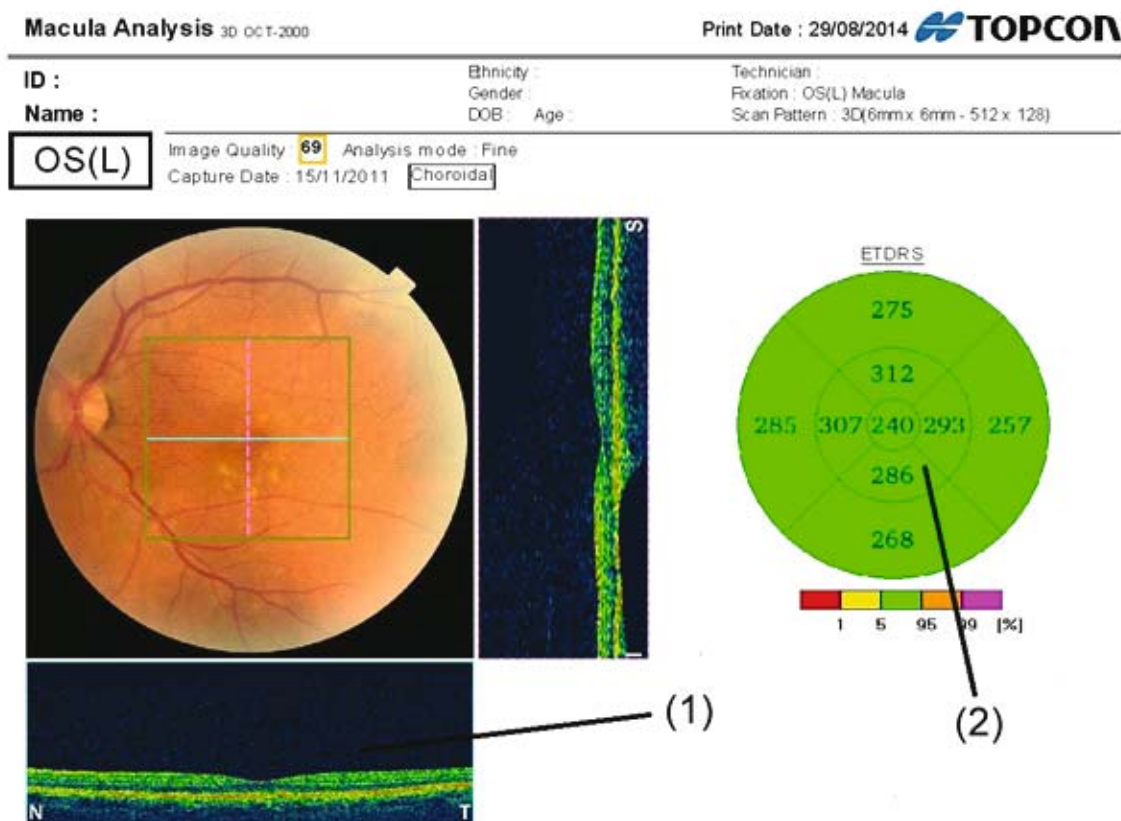 Macula Analysis 3D OCT-2000
Print Date : 29/08/2014 TOPCON
ID :
Name :
Ethnicity :
Gender :
DOB : Age :
Technician :
Fixation : OS(L) Macula
Scan Pattern : 3D(6mm x 6mm - 512 x 128)
OS(L)
Image Quality : 69 Analysis mode : Fine
Capture Date : 15/11/2011 Choroidal
S
I
N T
(1)
ETDRS
275
312
285 307 240 293 257
286
268
1 5 95 99 [%]
(2)